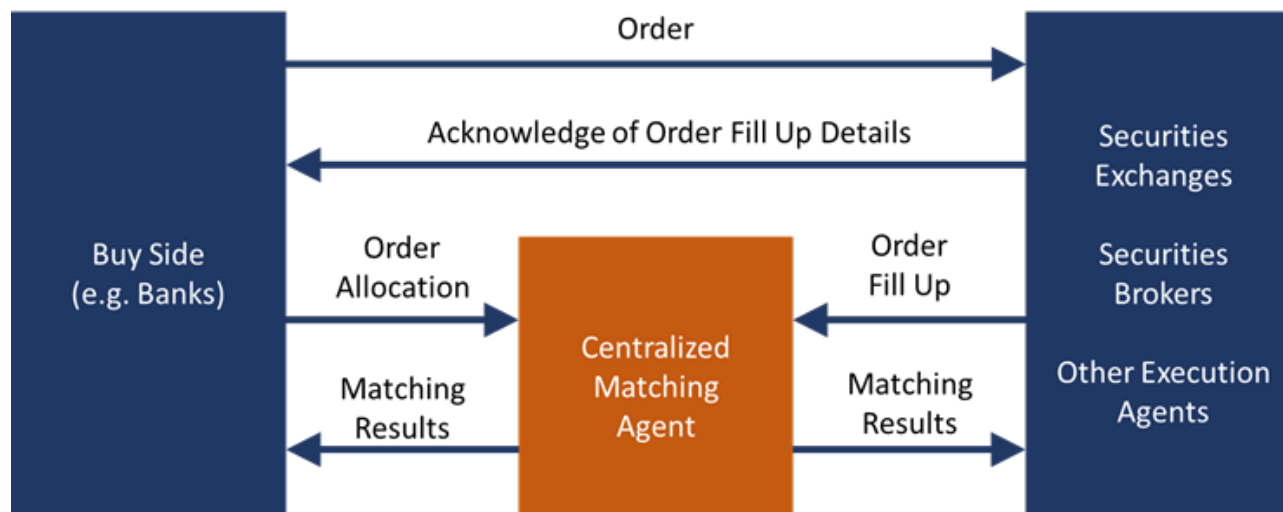 Order
Acknowledge of Order Fill Up Details
Buy Side
(e.g. Banks)
Order
Allocation
Matching
Results
Centralized
Matching
Agent
Order
Fill Up
Matching
Results
Securities
Exchanges
Securities
Brokers
Other Execution
Agents